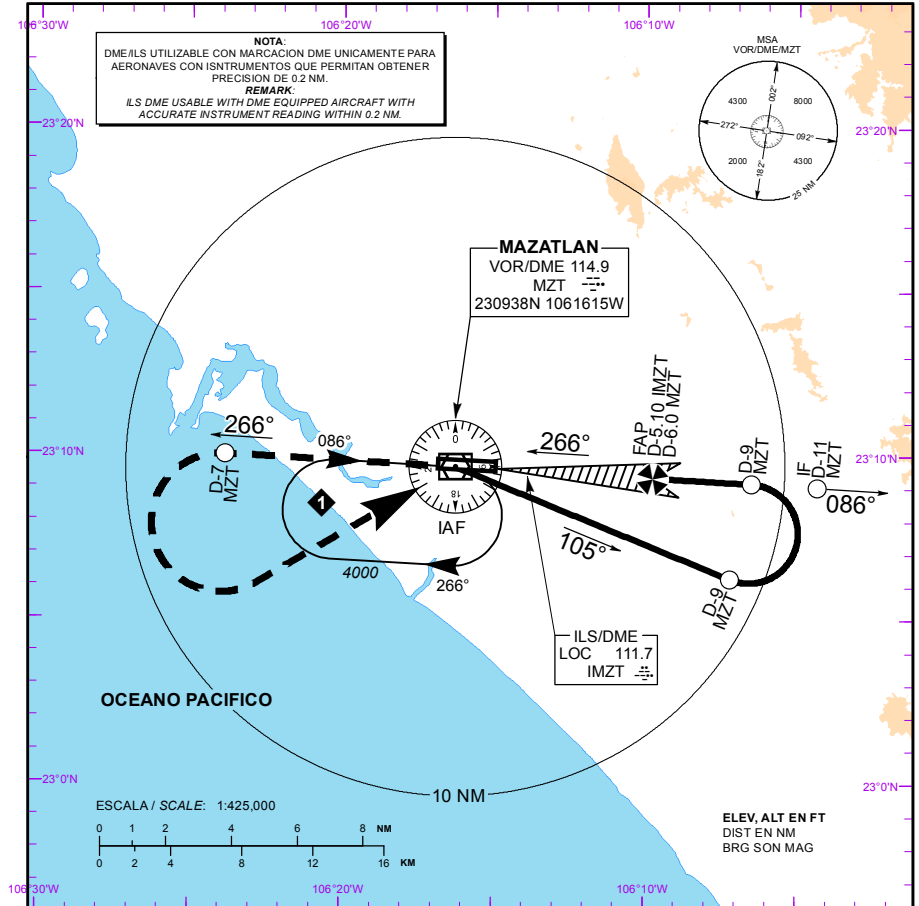 106°30'W
106°20'W
106°10'W
NOTA:
DME/ILS UTILIZABLE CON MARCACION DME UNICAMENTE PARA
AERONAVES CON ISNTRUMENTOS QUE PERMITAN OBTENER
PRECISION DE 0.2 NM.
REMARK:
ILS DME USABLE WITH DME EQUIPPED AIRCRAFT WITH
ACCURATE INSTRUMENT READING WITHIN 0.2 NM.
MSA
VOR/DME/MZT
002°
4300
8000
272°
092°
2000
4300
182°
25 NM
23°20'
23°20'
MAZATLAN
VOR/DME 114.9
MZT
230938N 1061615W
FAP
D-5.10 IMZT
D-6.0 MZT
D-9
MZT
IF
D-11
MZT
266°
086°
266°
23°10'
23°10'
D-7
MZT
0
18
IAF
1
086°
105°
4000
266°
D-9
MZT
ILS/DME
LOC 111.7
IMZT
OCEANO PACIFICO
23°0'N
23°0'N
10 NM
ESCALA / SCALE: 1:425,000
0 1 2 4 6 8 NM
0 2 4 8 12 16 KM
ELEV, ALT EN FT
DIST EN NM
BRG SON MAG
106°30'W
106°20'W
106°10'W